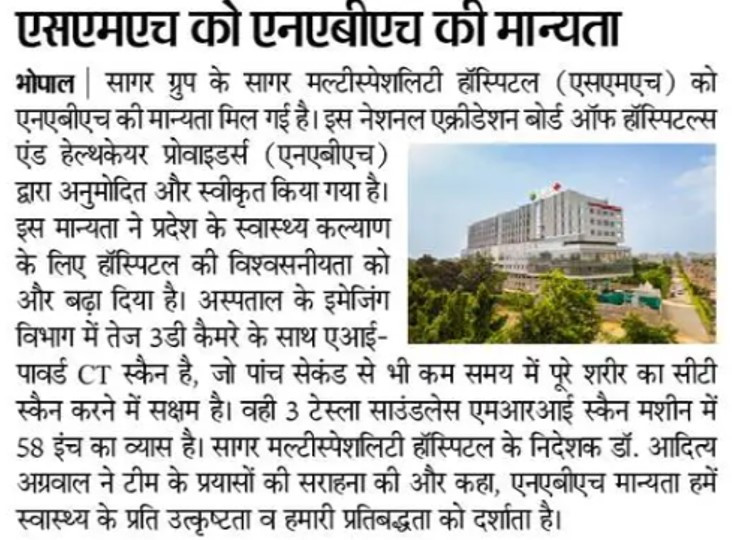 एसएमएच को एनएबीएच की मान्यता
भोपाल | सागर ग्रुप के सागर मल्टीस्पेशलिटी हॉस्पिटल (एसएमएच) को
एनएबीएच की मान्यता मिल गई है। इस नेशनल एक्रीडेशन बोर्ड ऑफ हॉस्पिटल्स
एंड हेल्थकेयर प्रोवाइडर्स (एनएबीएच)
द्वारा अनुमोदित और स्वीकृत किया गया है।
इस मान्यता ने प्रदेश के स्वास्थ्य कल्याण
के लिए हॉस्पिटल की विश्वसनीयता को
और बढ़ा दिया है। अस्पताल के इमेजिंग
विभाग में तेज 3डी कैमरे के साथ एआई-
पावर्ड CT स्कैन है, जो पांच सेकंड से भी कम समय में पूरे शरीर का सीटी
स्कैन करने में सक्षम है। वही 3 टेस्ला साउंडलेस एमआरआई स्कैन मशीन में
58 इंच का व्यास है। सागर मल्टीस्पेशलिटी हॉस्पिटल के निदेशक डॉ. आदित्य
अग्रवाल ने टीम के प्रयासों की सराहना की और कहा, एनएबीएच मान्यता हमें
स्वास्थ्य के प्रति उत्कृष्टता व हमारी प्रतिबद्धता को दर्शाता है।